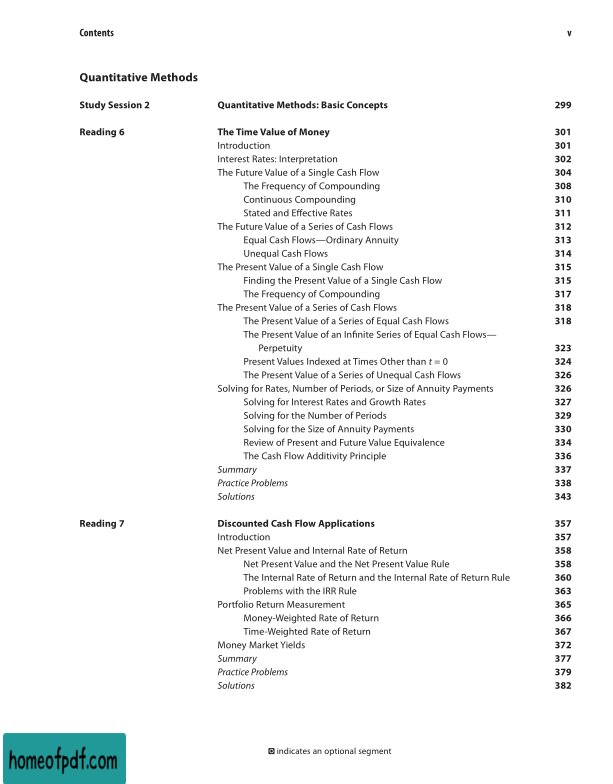 Contents v
Quantitative Methods
Study Session 2 Quantitative Methods: Basic Concepts 299
Reading 6 The Time Value of Money 301
Introduction 301
Interest Rates: Interpretation 302
The Future Value of a Single Cash Flow 304
The Frequency of Compounding 308
Continuous Compounding 310
Stated and Effective Rates 311
The Future Value of a Series of Cash Flows 312
Equal Cash Flows—Ordinary Annuity 313
Unequal Cash Flows 314
The Present Value of a Single Cash Flow 315
Finding the Present Value of a Single Cash Flow 315
The Frequency of Compounding 317
The Present Value of a Series of Cash Flows 318
The Present Value of a Series of Equal Cash Flows 318
The Present Value of an Infinite Series of Equal Cash Flows—
Perpetuity 323
Present Values Indexed at Times Other than t = 0 324
The Present Value of a Series of Unequal Cash Flows 326
Solving for Rates, Number of Periods, or Size of Annuity Payments 326
Solving for Interest Rates and Growth Rates 327
Solving for the Number of Periods 329
Solving for the Size of Annuity Payments 330
Review of Present and Future Value Equivalence 334
The Cash Flow Additivity Principle 336
Summary 337
Practice Problems 338
Solutions 343
Reading 7 Discounted Cash Flow Applications 357
Introduction 357
Net Present Value and Internal Rate of Return 358
Net Present Value and the Net Present Value Rule 358
The Internal Rate of Return and the Internal Rate of Return Rule 360
Problems with the IRR Rule 363
Portfolio Return Measurement 365
Money-Weighted Rate of Return 366
Time-Weighted Rate of Return 367
Money Market Yields 372
Summary 377
Practice Problems 379
Solutions 382
indicates an optional segment
homeofpdf.com